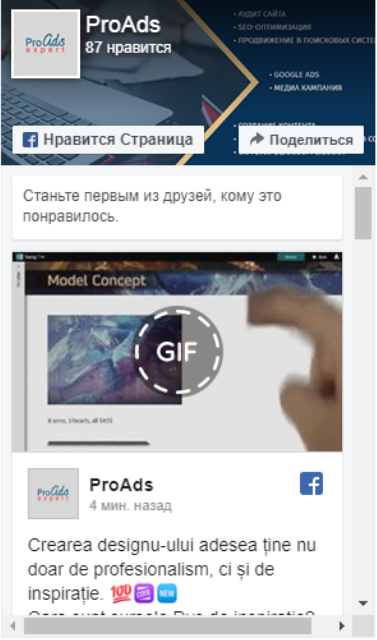 • АУДИТ САЙТА
• SEO-ОПТИМИЗАЦИЯ
• ПРОДВИЖЕНИЕ В ПОИСКОВЫХ СИСТЕ
ProAds
expert
ProAds
87 нравится
• GOOGLE ADS
• МЕДИА КАМПАНИЯ
• СОЗДАНИЕ КОНТЕНТА
Нравится Страница
Поделиться
Станьте первым из друзей, кому это
понравилось.
Model Concept
GIF
ProAds
expert
ProAds
4 мин. назад
Crearea designu-ului adesea ține nu
doar de profesionalism, ci și de
inspirație. 💯🆒🆕